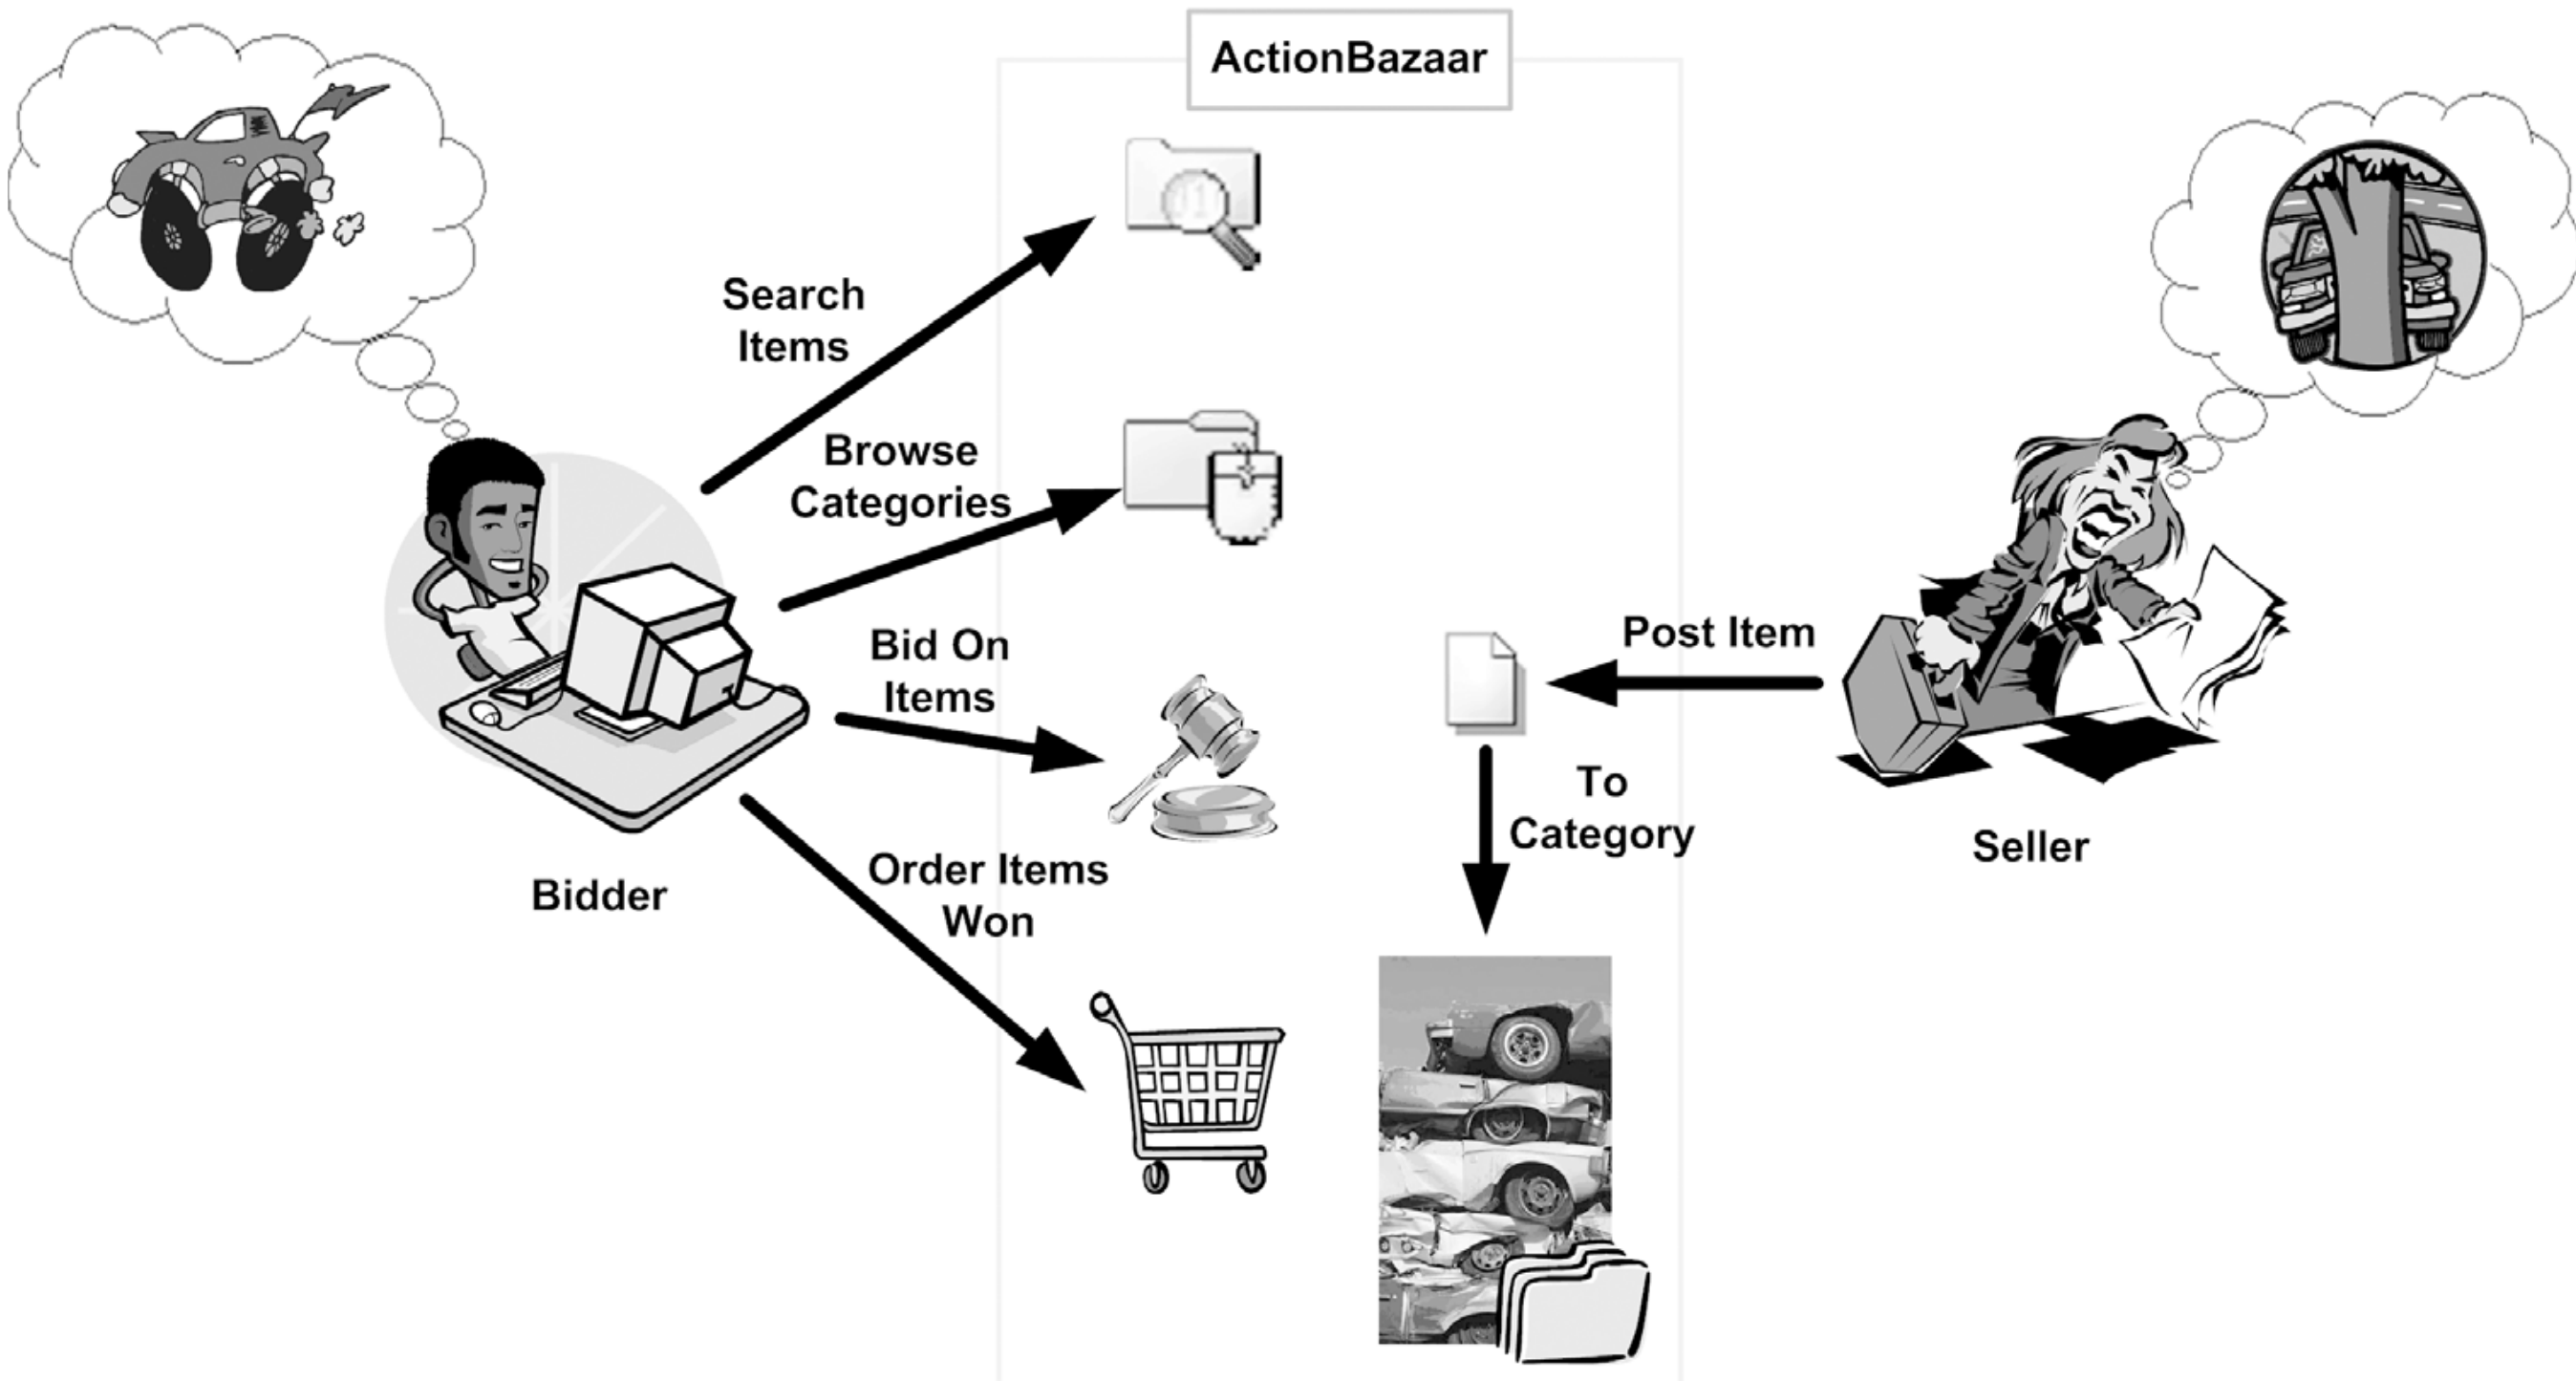 ActionBazaar
Search
Items
Browse
Categories
Bid On
Items
Order Items
Won
Bidder
Post Item
To
Category
Seller